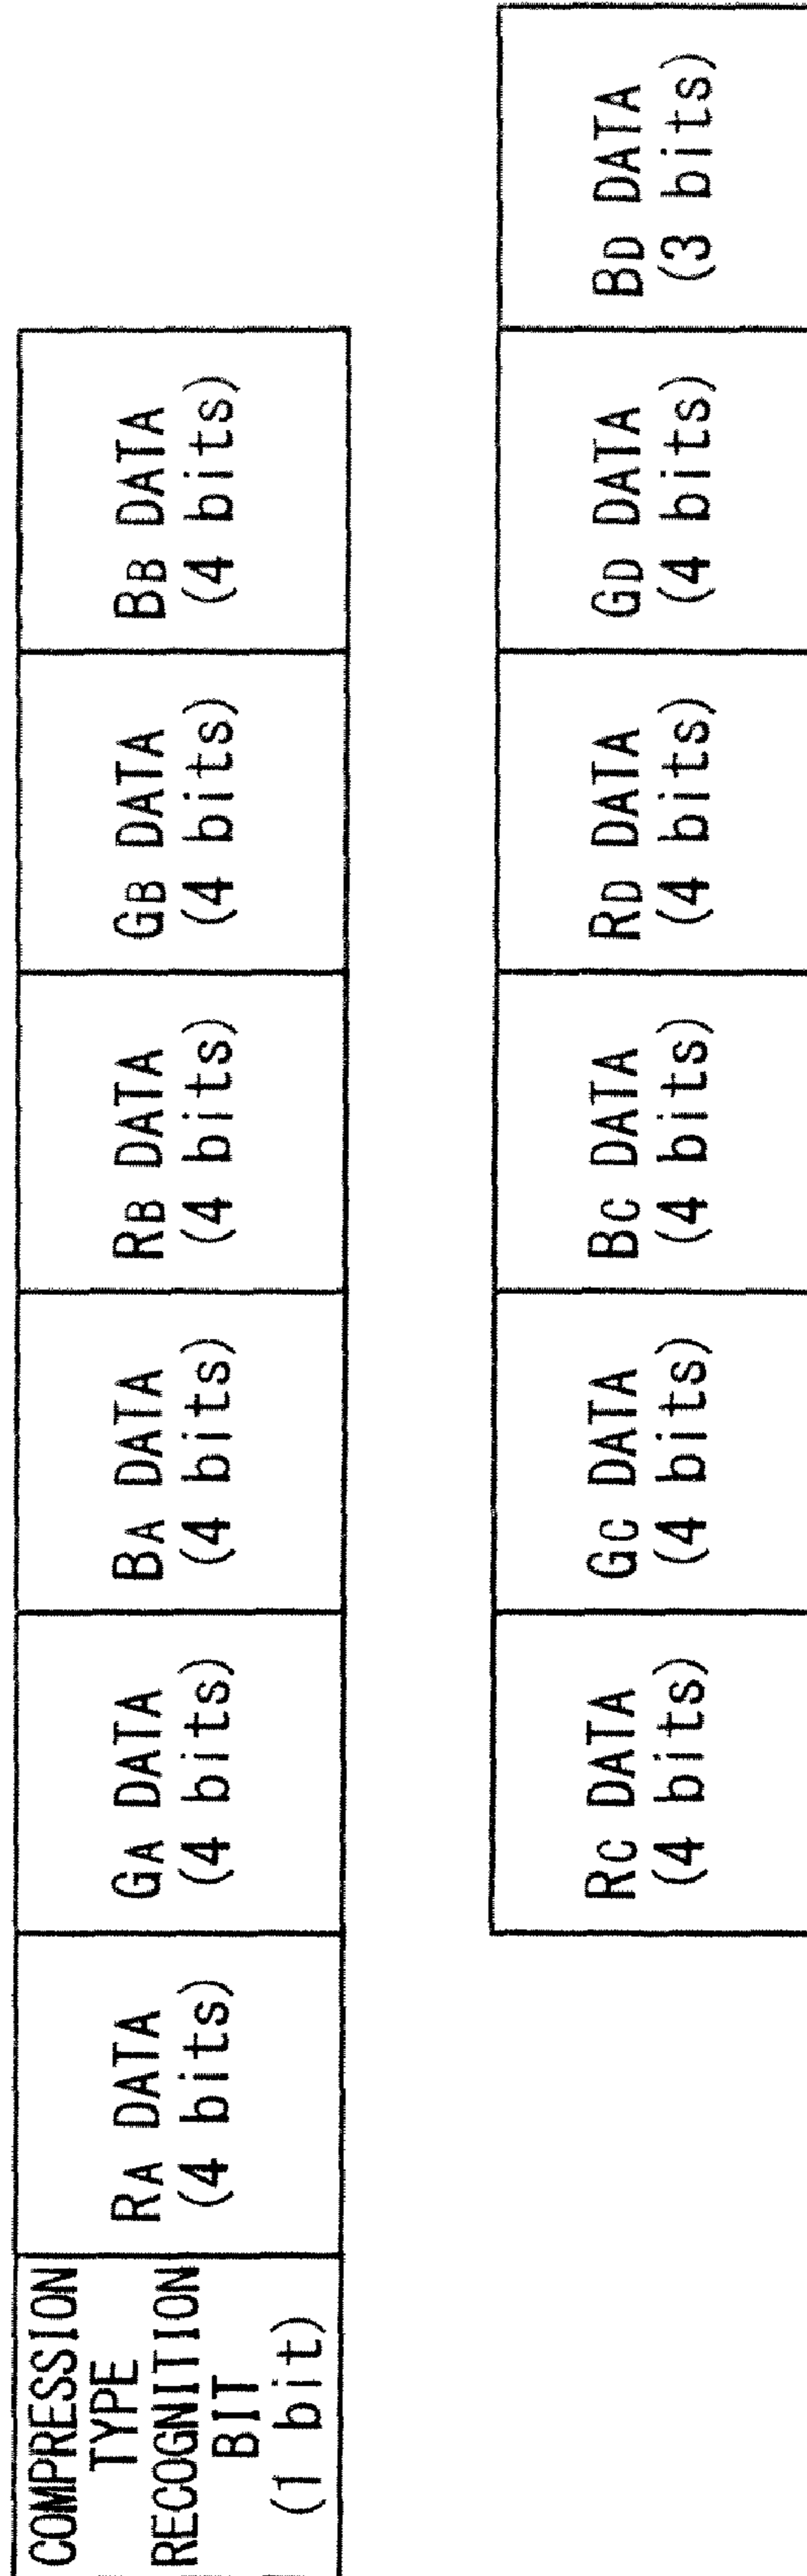 COMPRESSION
TYPE
RECOGNITION
BIT
(1 bit)
RA DATA
(4 bits)
GA DATA
(4 bits)
BA DATA
(4 bits)
RB DATA
(4 bits)
GB DATA
(4 bits)
BB DATA
(4 bits)
RC DATA
(4 bits)
GC DATA
(4 bits)
BC DATA
(4 bits)
RD DATA
(4 bits)
GD DATA
(4 bits)
BD DATA
(3 bits)